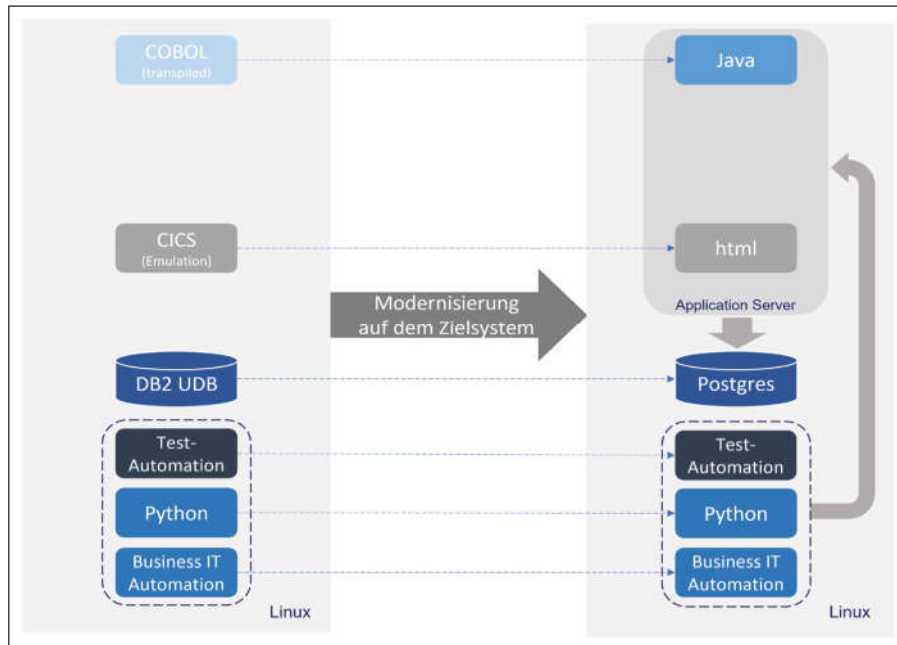 COBOL
(transpiled)
CICS
(Emulation)
DB2 UDB
Test-
Automation
Python
Business IT
Automation
Linux
Modernisierung
auf dem Zielsystem
Java
html
Application Server
Postgres
Test-
Automation
Python
Business IT
Automation
Linux